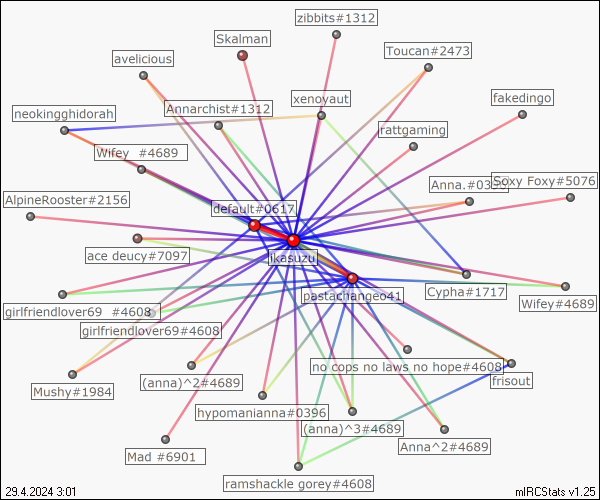 zibbits#1312
Skalman
Toucan#2473
avelicious
xenoyaut
fakedingo
neokingghidorah
Annarchist#1312
rattgaming
Wifey #4689
Anna.#0339
Soxy Foxy#5076
AlpineRooster#2156
default#0617
ace deucy#7097
ikasuzu
Cypha#1717
pastachangeo41
Wifey#4689
girlfriendlover69 #4608
girlfriendlover69#4608
no cops no laws no hope#4608
frisout
Mushy#1984
(anna)^2#4689
hypomanianna#0396
(anna)^3#4689
Anna^2#4689
Mad #6901
ramshackle gorey#4608
29.4.2024 3:01
mIRCStats v1.25